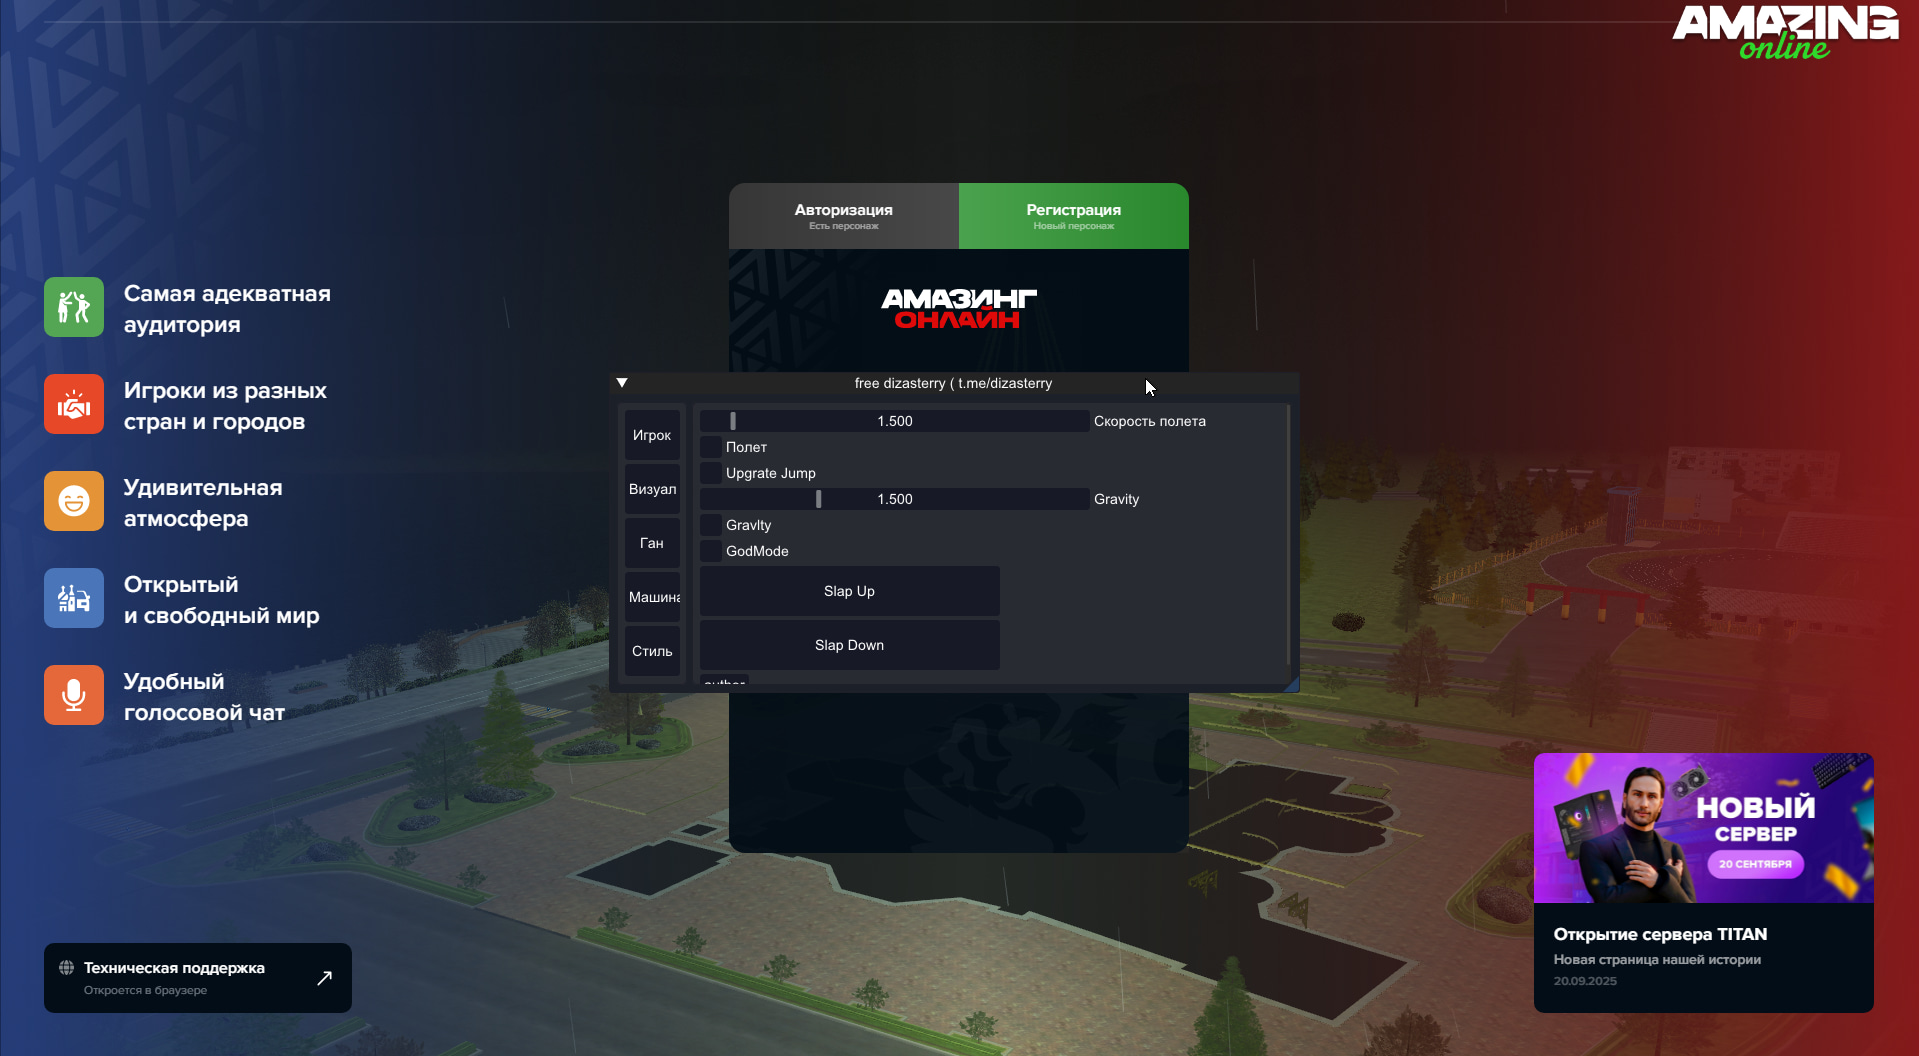 AMAZING
online
Авторизация
Есть персонаж
Регистрация
Новый персонаж
АМАЗИНГ
ОНЛАЙН
Самая адекватная
аудитория
Игроки из разных
стран и городов
Удивительная
атмосфера
Открытый
и свободный мир
Удобный
голосовой чат
free dizasterry ( t.me/dizasterry
Игрок
Визуал
Ган
Машина
Стиль
1.500 Скорость полета
Полет
Upgrate Jump
1.500 Gravity
Gravlty
GodMode
Slap Up
Slap Down
author
НОВЫЙ
СЕРВЕР
20 СЕНТЯБРЯ
Открытие сервера TITAN
Новая страница нашей истории
20.09.2025
Техническая поддержка
Откроется в браузере